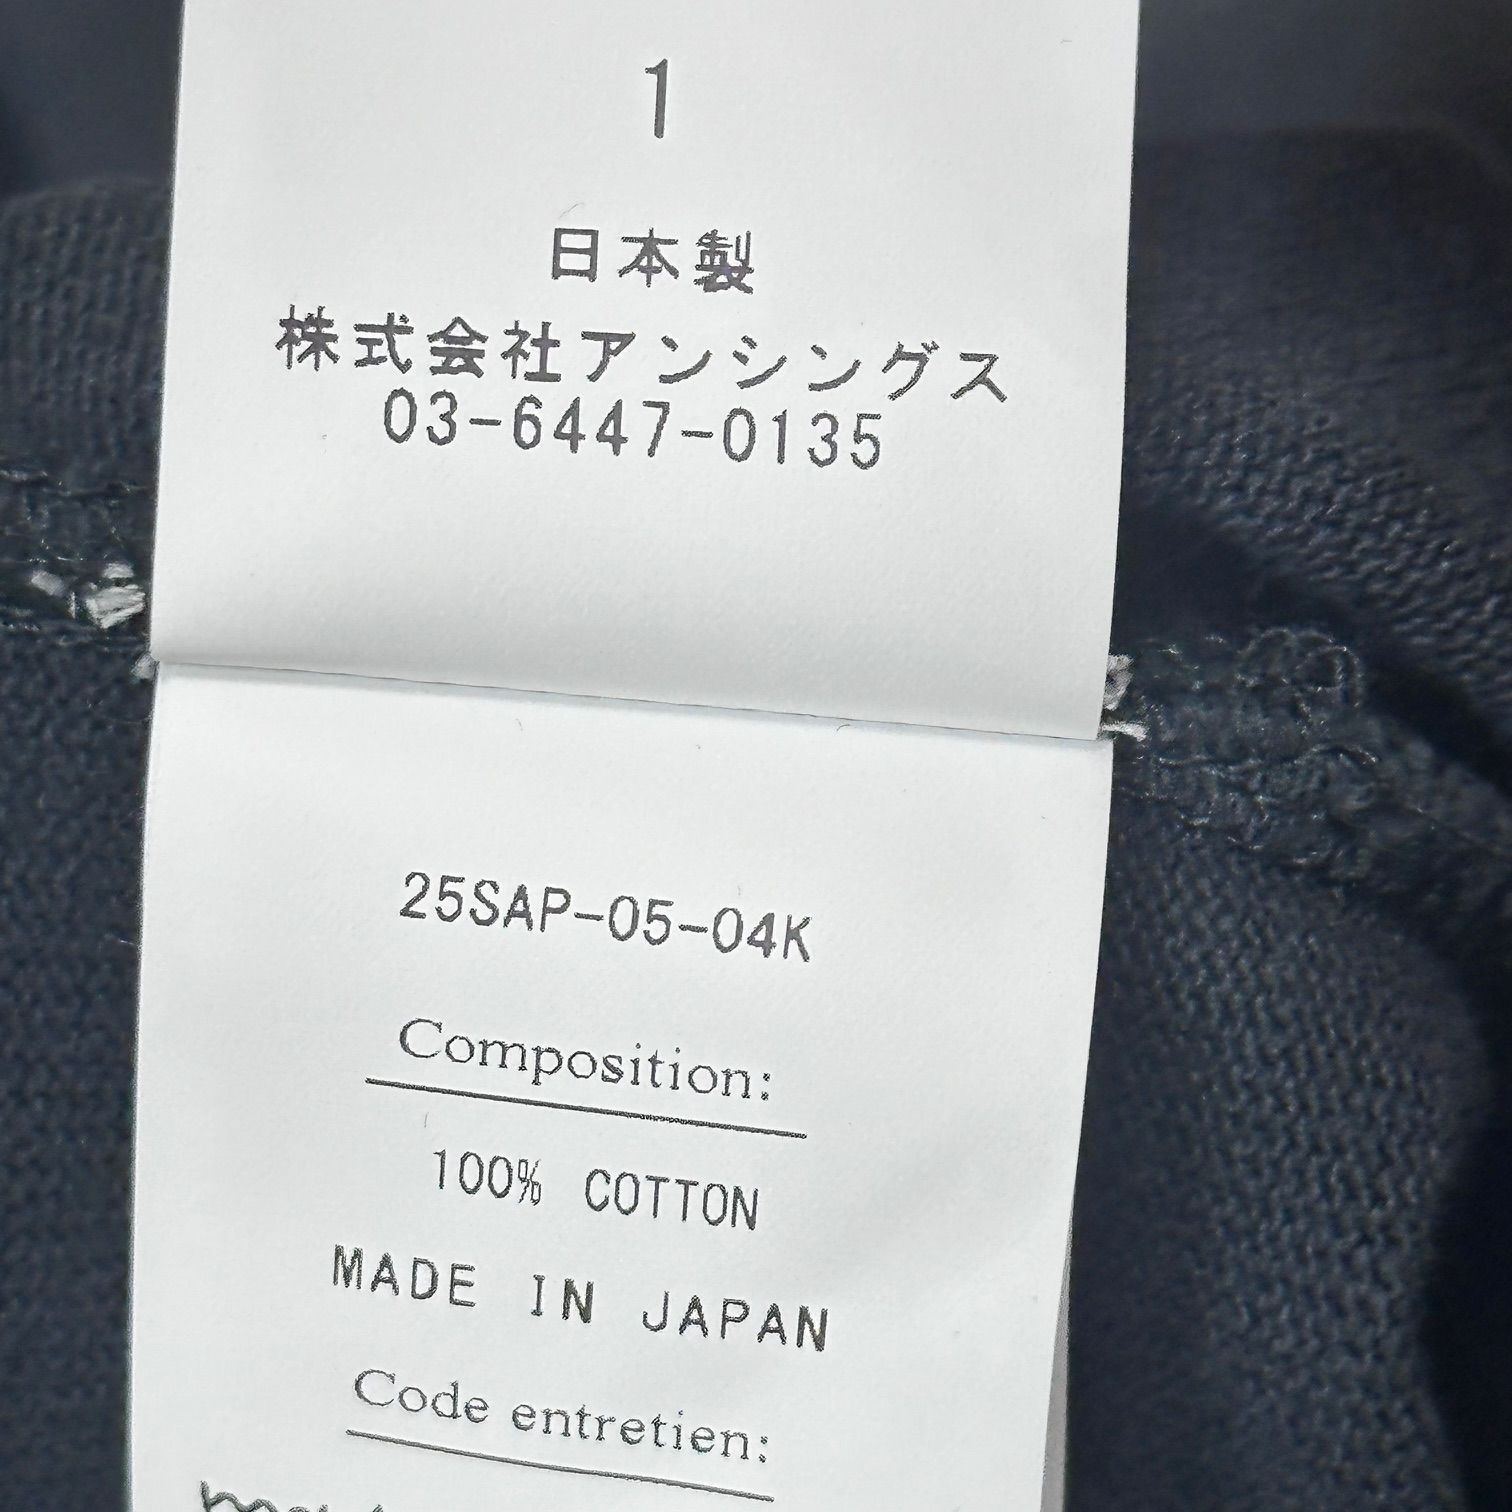 1
日本製
株式会社アンシングス
03-6447-0135
25SAP-05-04K
Composition:
100% COTTON
MADE IN JAPAN
Code entretien: